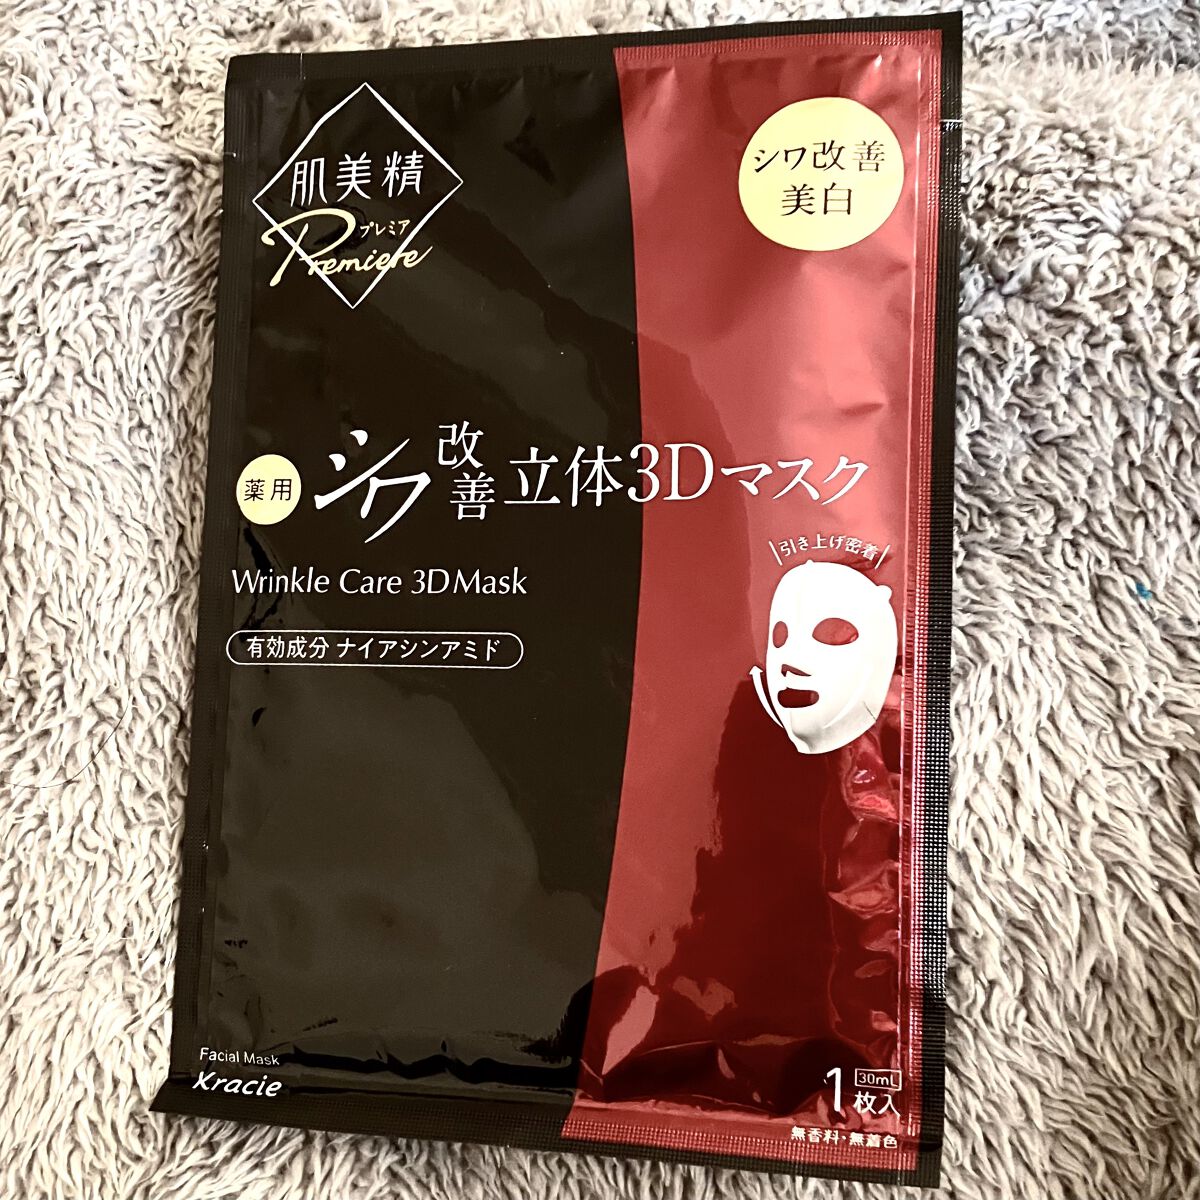 肌美精
プレミア
Premiere
シワ改善
美白
薬用
シワ改善立体3Dマスク
Wrinkle Care 3DMask
有効成分 ナイアシンアミド
\引き上げ密着/
Facial Mask
Kracie
1枚入
30mL
無香料・無着色